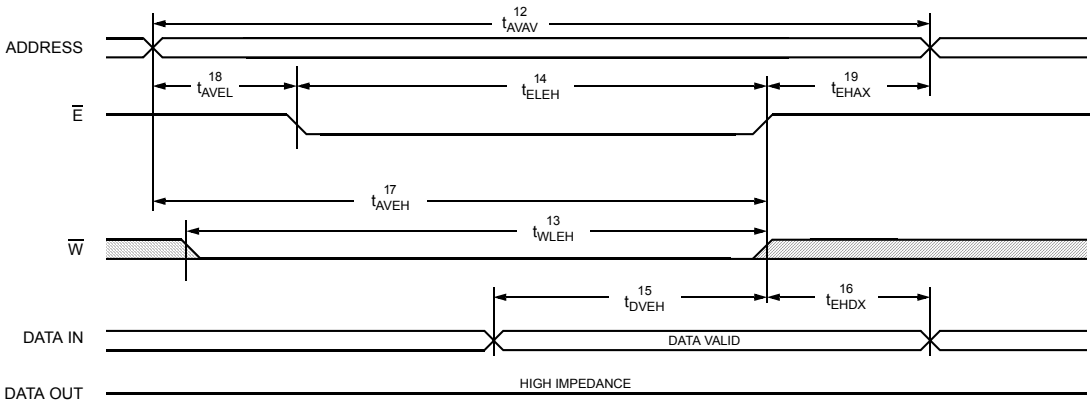 12
tAVAV
ADDRESS
18
tAVEL
14
tELEH
19
tEHAX
E̅
17
tAVEH
13
tWLEH
W̅
15
tDVEH
16
tEHDX
DATA IN
DATA VALID
DATA OUT
HIGH IMPEDANCE